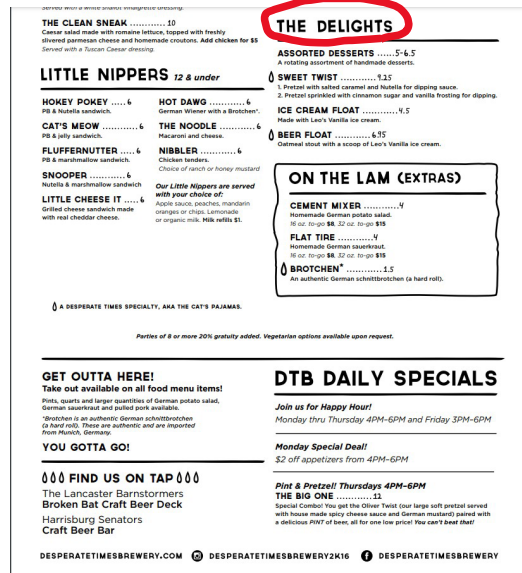 Served with a white shallot vinaigrette dressing.
THE CLEAN SNEAK ............ 10
Caesar salad made with romaine lettuce, topped with freshly
slivered parmesan cheese and homemade croutons. Add chicken for $5
Served with a Tuscan Caesar dressing.
LITTLE NIPPERS 12 & under
HOKEY POKEY ..... 6
PB & Nutella sandwich.
CAT'S MEOW ........... 6
PB & jelly sandwich.
FLUFFERNUTTER ..... 6
PB & marshmallow sandwich.
SNOOPER ............ 6
Nutella & marshmallow sandwich
LITTLE CHEESE IT ..... 6
Grilled cheese sandwich made
with real cheddar cheese.
HOT DAWG ............ 6
German Wiener with a Brotchen*.
THE NOODLE ........... 6
Macaroni and cheese.
NIBBLER ............ 6
Chicken tenders.
Choice of ranch or honey mustard
Our Little Nippers are served
with your choice of:
Apple sauce, peaches, mandarin
oranges or chips. Lemonade
or organic milk. Milk refills $1.
A DESPERATE TIMES SPECIALTY, AKA THE CAT'S PAJAMAS.
THE DELIGHTS
ASSORTED DESSERTS ..... 5-6.5
A rotating assortment of handmade desserts.
SWEET TWIST ............ 9.25
1. Pretzel with salted caramel and Nutella for dipping sauce.
2. Pretzel sprinkled with cinnamon sugar and vanilla frosting for dipping.
ICE CREAM FLOAT ........... 4.5
Made with Leo's Vanilla ice cream.
BEER FLOAT ............ 6.95
Oatmeal stout with a scoop of Leo's Vanilla ice cream.
ON THE LAM (EXTRAS)
CEMENT MIXER ............ 4
Homemade German potato salad.
16 oz. to-go $8, 32 oz. to-go $15
FLAT TIRE ............ 4
Homemade German sauerkraut.
16 oz. to-go $8, 32 oz. to-go $15
BROTCHEN* ............ 1.5
An authentic German schnittbrotchen (a hard roll).
Parties of 8 or more 20% gratuity added. Vegetarian options available upon request.
GET OUTTA HERE!
Take out available on all food menu items!
Pints, quarts and larger quantities of German potato salad,
German sauerkraut and pulled pork available.
*Brotchen is an authentic German schnittbrotchen
(a hard roll). These are authentic and are imported
from Munich, Germany.
YOU GOTTA GO!
FIND US ON TAP
The Lancaster Barnstormers
Broken Bat Craft Beer Deck
Harrisburg Senators
Craft Beer Bar
DTB DAILY SPECIALS
Join us for Happy Hour!
Monday thru Thursday 4PM–6PM and Friday 3PM–6PM
Monday Special Deal!
$2 off appetizers from 4PM–6PM
Pint & Pretzel! Thursdays 4PM–6PM
THE BIG ONE ............ 12
Special Combo! You get the Oliver Twist (our large soft pretzel served
with house made spicy cheese sauce and German mustard) paired with
a delicious PINT of beer, all for one low price! You can't beat that!
DESPERATETIMESBREWERY.COM DESPERATETIMESBREWERY2K16 DESPERATETIMESBREWERY